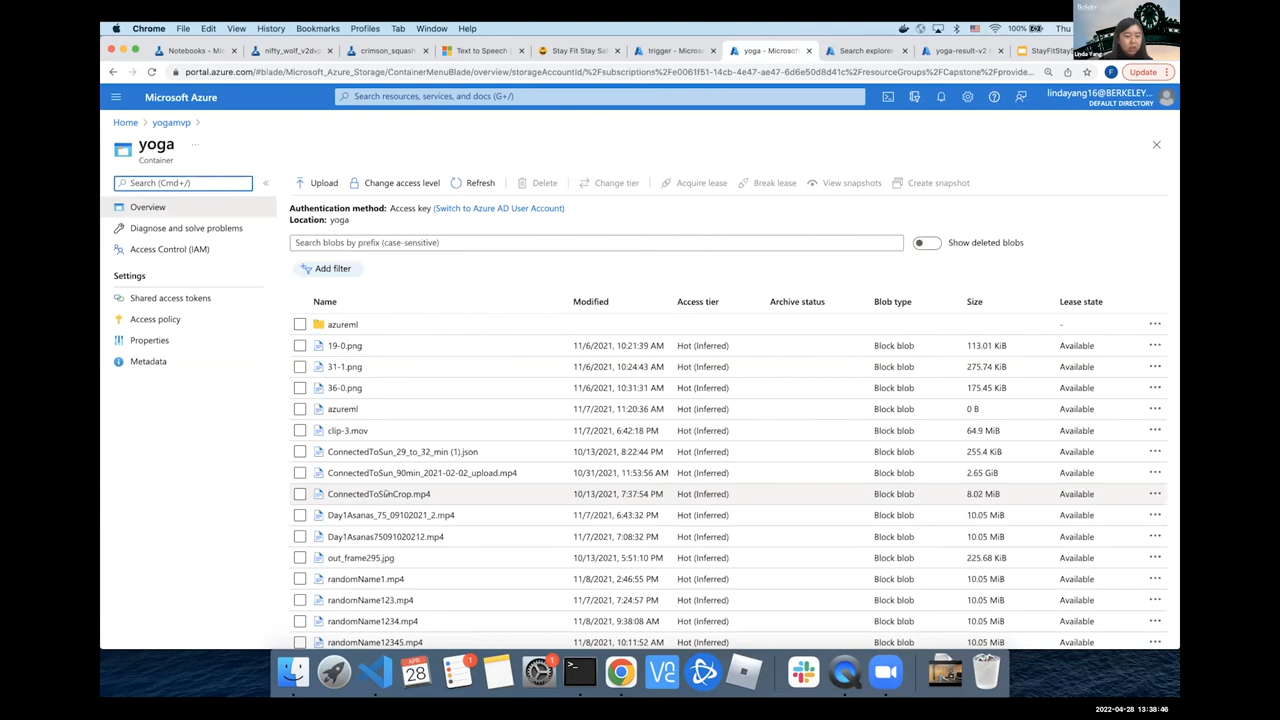 Chrome File Edit View History Bookmarks Profiles Tab Window Help 100% Thu
Berkeley
Linda Yang
Notebooks - Mic nifty_wolf_v2dvp crimson_squash Text to Speech Stay Fit Stay Sa trigger - Micros yoga - Microsoft Search explorer yoga-result-v2 StayFitStayS
portal.azure.com/#blade/Microsoft_Azure_Storage/ContainerMenuBlade/overview/storageAccountId/%2Fsubscriptions%2Fe0061f51-14cb-4e47-ae47-6d6e50d8d41c%2FresourceGroups%2FCapstone%2Fprovide... F Update
Microsoft Azure
Search resources, services, and docs (G+/)
lindayang16@BERKELEY...
DEFAULT DIRECTORY
Home > yogamvp >
yoga ...
Container
Search (Cmd+/) «
Upload Change access level Refresh Delete Change tier Acquire lease Break lease View snapshots Create snapshot
Overview
Diagnose and solve problems
Access Control (IAM)
Settings
Shared access tokens
Access policy
Properties
Metadata
Authentication method: Access key (Switch to Azure AD User Account)
Location: yoga
Search blobs by prefix (case-sensitive)
Show deleted blobs
Add filter
Name Modified Access tier Archive status Blob type Size Lease state
azureml -
19-0.png 11/6/2021, 10:21:39 AM Hot (Inferred) Block blob 113.01 KiB Available
31-1.png 11/6/2021, 10:24:43 AM Hot (Inferred) Block blob 275.74 KiB Available
36-0.png 11/6/2021, 10:31:31 AM Hot (Inferred) Block blob 175.45 KiB Available
azureml 11/7/2021, 11:20:36 AM Hot (Inferred) Block blob 0 B Available
clip-3.mov 11/7/2021, 6:42:18 PM Hot (Inferred) Block blob 64.9 MiB Available
ConnectedToSun_29_to_32_min (1).json 10/13/2021, 8:22:44 PM Hot (Inferred) Block blob 255.4 KiB Available
ConnectedToSun_90min_2021-02-02_upload.mp4 10/31/2021, 11:53:56 AM Hot (Inferred) Block blob 2.65 GiB Available
ConnectedToSunCrop.mp4 10/13/2021, 7:37:54 PM Hot (Inferred) Block blob 8.02 MiB Available
Day1Asanas_75_09102021_2.mp4 11/7/2021, 6:43:32 PM Hot (Inferred) Block blob 10.05 MiB Available
Day1Asanas75091020212.mp4 11/7/2021, 7:08:32 PM Hot (Inferred) Block blob 10.05 MiB Available
out_frame295.jpg 10/13/2021, 5:51:10 PM Hot (Inferred) Block blob 225.68 KiB Available
randomName1.mp4 11/8/2021, 2:46:55 PM Hot (Inferred) Block blob 10.05 MiB Available
randomName123.mp4 11/7/2021, 7:24:57 PM Hot (Inferred) Block blob 10.05 MiB Available
randomName1234.mp4 11/8/2021, 9:38:08 AM Hot (Inferred) Block blob 10.05 MiB Available
randomName12345.mp4 11/8/2021, 10:11:52 AM Hot (Inferred) Block blob 10.05 MiB Available
APR
28
1
1
2022-04-28 13:38:46